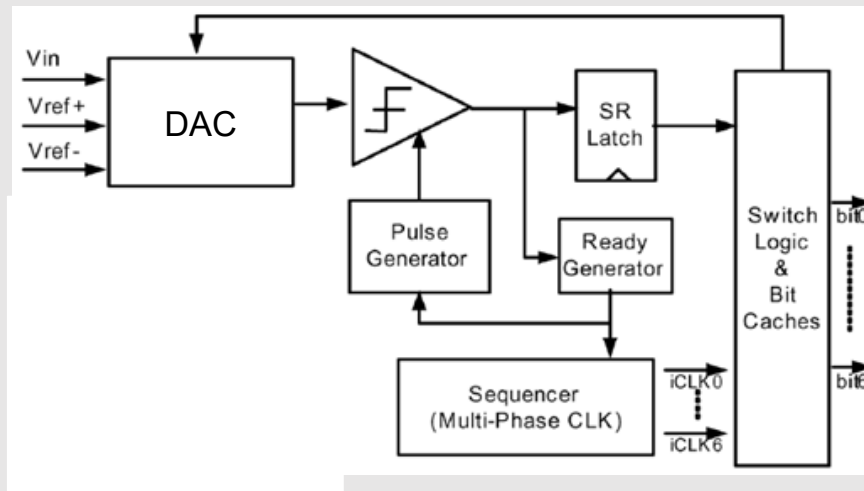 Vin
Vref+
Vref-
DAC
SR
Latch
Pulse
Generator
Ready
Generator
Switch
Logic
&
Bit
Caches
bit0
bit6
Sequencer
(Multi-Phase CLK)
iCLK0
iCLK6